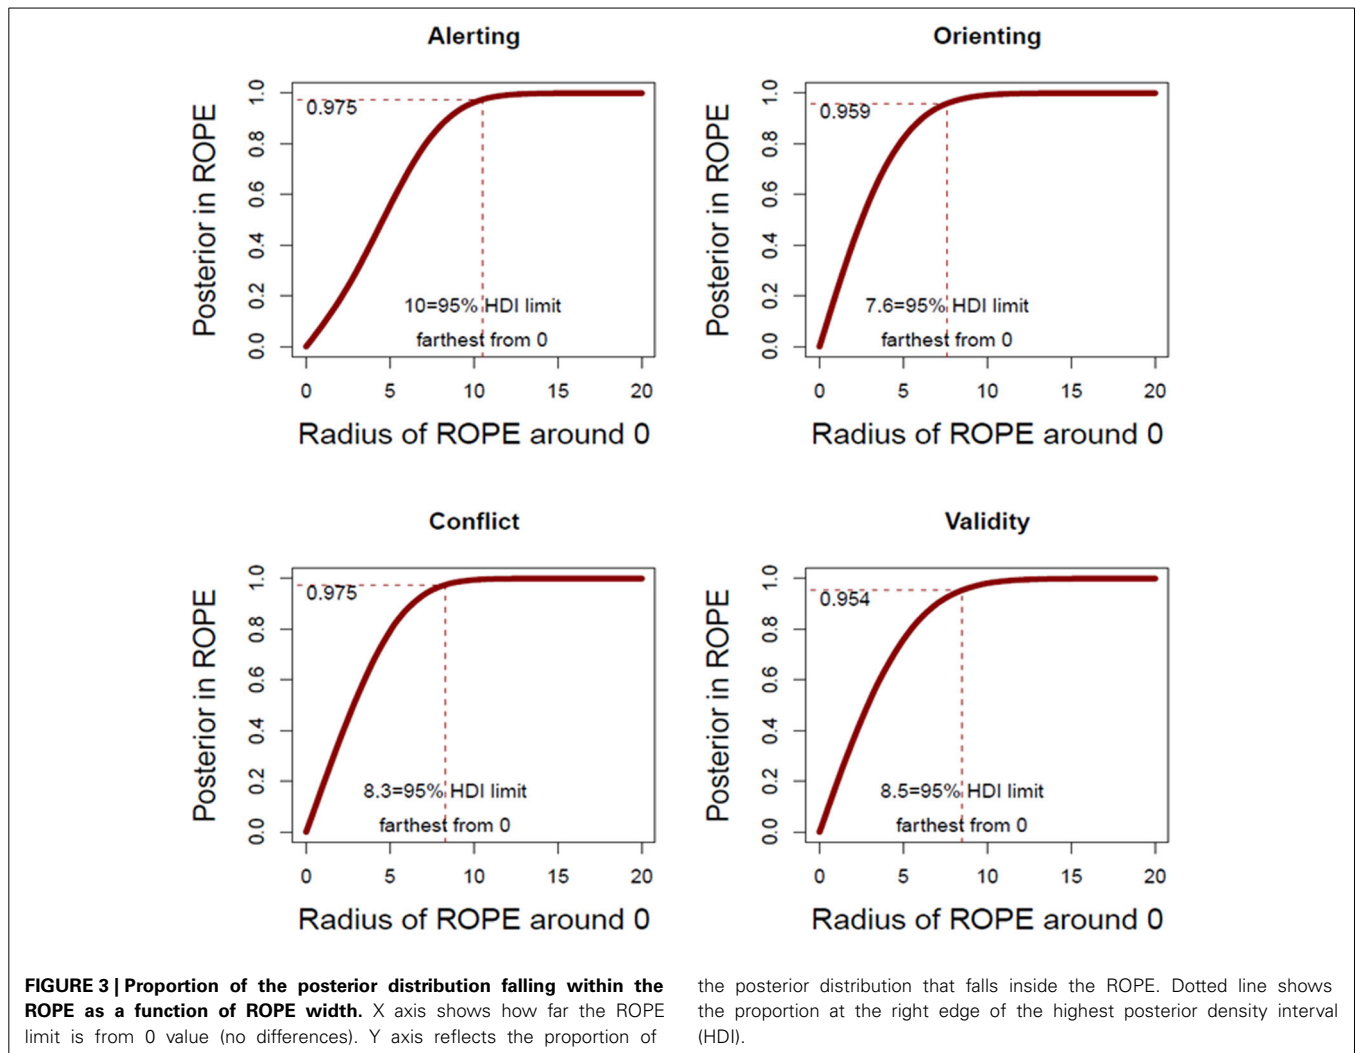 Alerting
Posterior in ROPE
1.0
0.8
0.6
0.4
0.2
0.0
0.975
10=95% HDI limit
farthest from 0
0 5 10 15 20
Radius of ROPE around 0
Orienting
Posterior in ROPE
1.0
0.8
0.6
0.4
0.2
0.0
0.959
7.6=95% HDI limit
farthest from 0
0 5 10 15 20
Radius of ROPE around 0
Conflict
Posterior in ROPE
1.0
0.8
0.6
0.4
0.2
0.0
0.975
8.3=95% HDI limit
farthest from 0
0 5 10 15 20
Radius of ROPE around 0
Validity
Posterior in ROPE
1.0
0.8
0.6
0.4
0.2
0.0
0.954
8.5=95% HDI limit
farthest from 0
0 5 10 15 20
Radius of ROPE around 0
FIGURE 3 | Proportion of the posterior distribution falling within the
ROPE as a function of ROPE width. X axis shows how far the ROPE
limit is from 0 value (no differences). Y axis reflects the proportion of
the posterior distribution that falls inside the ROPE. Dotted line shows
the proportion at the right edge of the highest posterior density interval
(HDI).